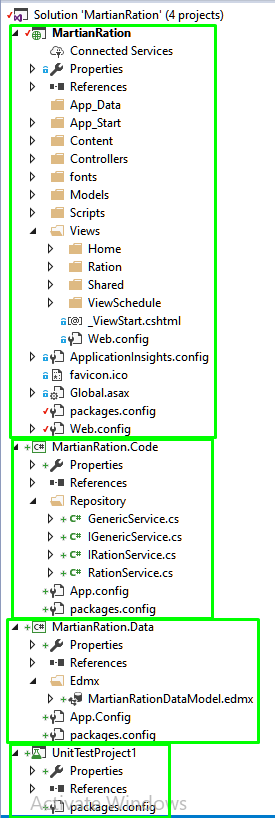 Solution 'MartianRation' (4 projects)
MartianRation
Connected Services
Properties
References
App_Data
App_Start
Content
Controllers
fonts
Models
Scripts
Views
Home
Ration
Shared
ViewSchedule
_ViewStart.cshtml
Web.config
ApplicationInsights.config
favicon.ico
Global.asax
packages.config
Web.config
C# MartianRation.Code
Properties
References
Repository
C# GenericService.cs
C# IGenericService.cs
C# IRationService.cs
C# RationService.cs
App.config
packages.config
C# MartianRation.Data
Properties
References
Edmx
MartianRationDataModel.edmx
App.Config
packages.config
UnitTestProject1
Properties
References
Activate Windows
packages.config